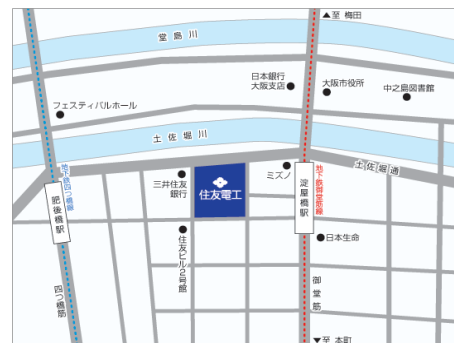 ▲至 梅田
堂島川
日本銀行
大阪支店
大阪市役所
中之島図書館
フェスティバルホール
土佐堀川
土佐堀通
地下鉄四つ橋線
肥後橋駅
三井住友
銀行
住友電工
ミズノ
淀屋橋駅
地下鉄御堂筋線
住友ビル2号館
日本生命
四つ橋筋
御堂筋
▼至 本町